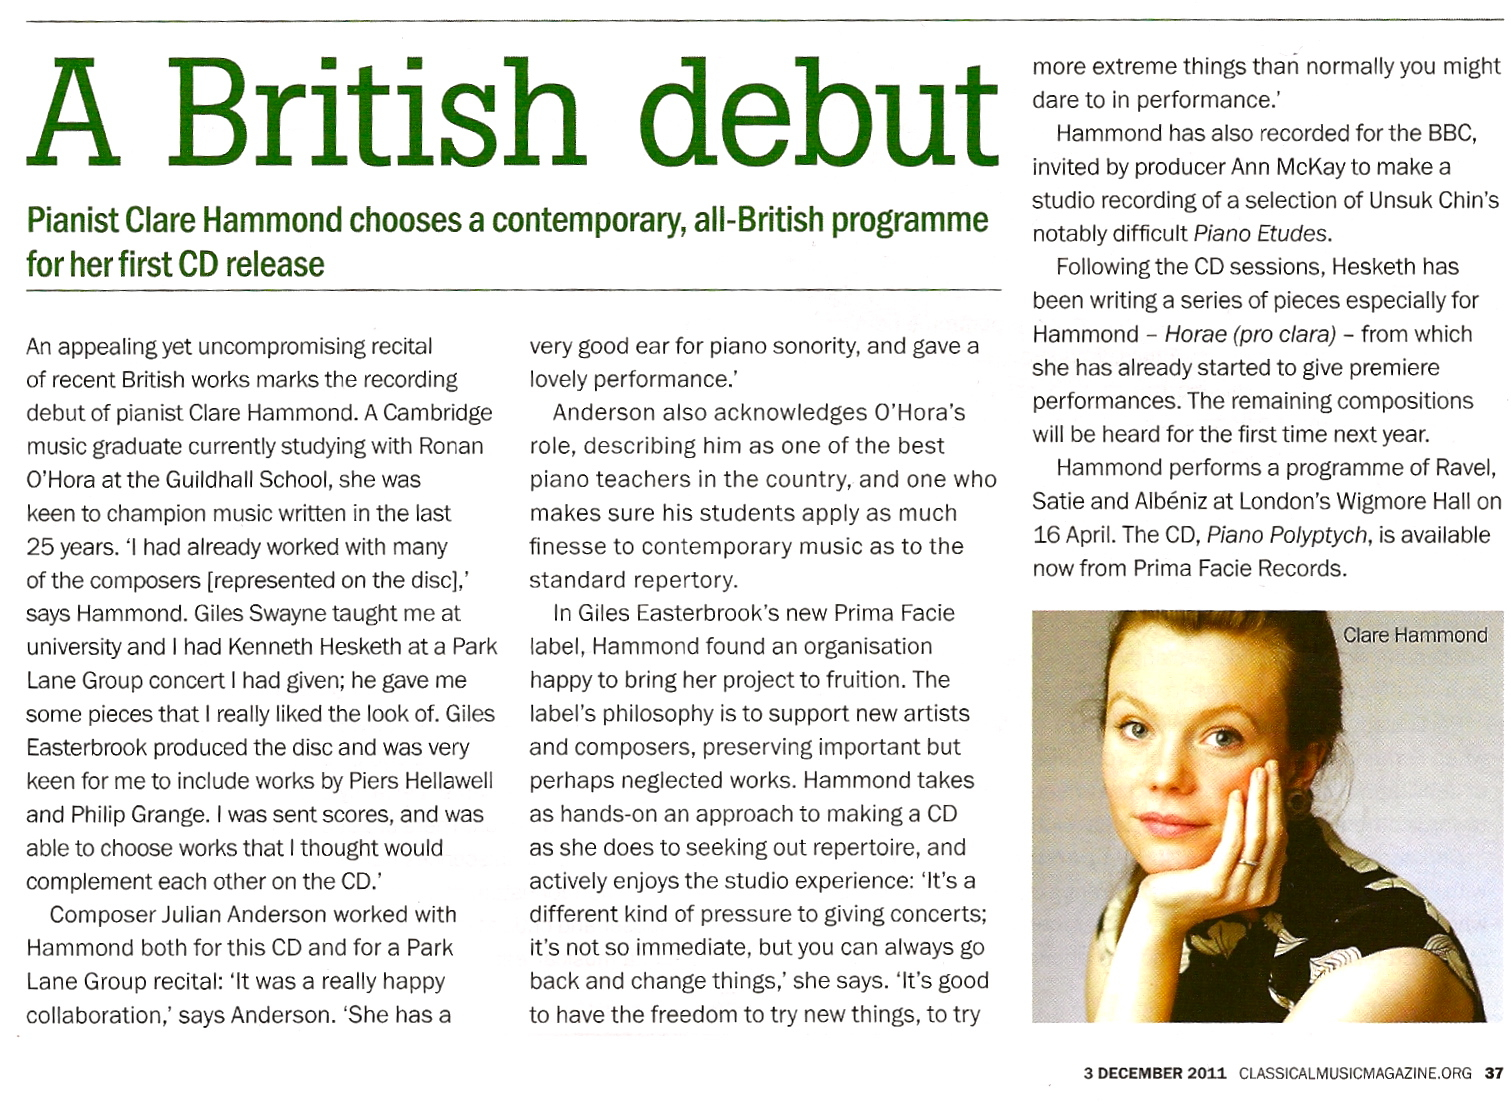 A British debut
Pianist Clare Hammond chooses a contemporary, all-British programme
for her first CD release
An appealing yet uncompromising recital
of recent British works marks the recording
debut of pianist Clare Hammond. A Cambridge
music graduate currently studying with Ronan
O’Hora at the Guildhall School, she was
keen to champion music written in the last
25 years. ‘I had already worked with many
of the composers [represented on the disc],’
says Hammond. Giles Swayne taught me at
university and I had Kenneth Hesketh at a Park
Lane Group concert I had given; he gave me
some pieces that I really liked the look of. Giles
Easterbrook produced the disc and was very
keen for me to include works by Piers Hellawell
and Philip Grange. I was sent scores, and was
able to choose works that I thought would
complement each other on the CD.’
Composer Julian Anderson worked with
Hammond both for this CD and for a Park
Lane Group recital: ‘It was a really happy
collaboration,’ says Anderson. ‘She has a
very good ear for piano sonority, and gave a
lovely performance.’
Anderson also acknowledges O’Hora’s
role, describing him as one of the best
piano teachers in the country, and one who
makes sure his students apply as much
finesse to contemporary music as to the
standard repertory.
In Giles Easterbrook’s new Prima Facie
label, Hammond found an organisation
happy to bring her project to fruition. The
label’s philosophy is to support new artists
and composers, preserving important but
perhaps neglected works. Hammond takes
as hands-on an approach to making a CD
as she does to seeking out repertoire, and
actively enjoys the studio experience: ‘It’s a
different kind of pressure to giving concerts;
it’s not so immediate, but you can always go
back and change things,’ she says. ‘It’s good
to have the freedom to try new things, to try
more extreme things than normally you might
dare to in performance.’
Hammond has also recorded for the BBC,
invited by producer Ann McKay to make a
studio recording of a selection of Unsuk Chin’s
notably difficult Piano Etudes.
Following the CD sessions, Hesketh has
been writing a series of pieces especially for
Hammond – Horae (pro clara) – from which
she has already started to give premiere
performances. The remaining compositions
will be heard for the first time next year.
Hammond performs a programme of Ravel,
Satie and Albéniz at London’s Wigmore Hall on
16 April. The CD, Piano Polyptych, is available
now from Prima Facie Records.
Clare Hammond
3 DECEMBER 2011 CLASSICALMUSICMAGAZINE.ORG 37